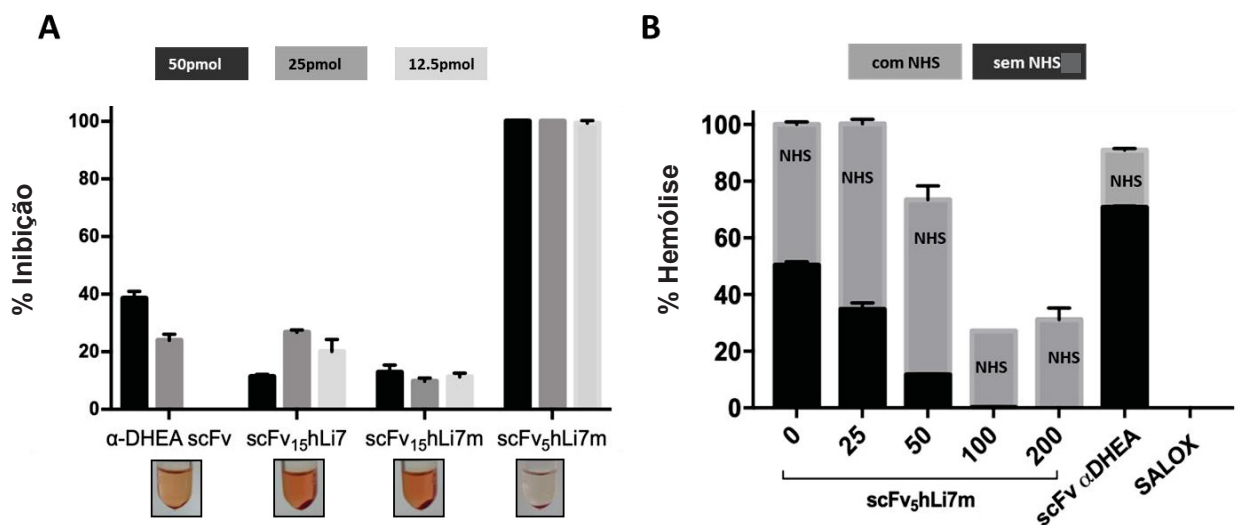 A
50pmol
25pmol
12.5pmol
% Inibição
100
80
60
40
20
0
α-DHEA scFv
scFv15hLi7
scFv15hLi7m
scFv5hLi7m
B
com NHS
sem NHS
% Hemólise
100
80
60
40
20
0
NHS
NHS
NHS
NHS
NHS
NHS
0
25
50
100
200
scFv αDHEA
SALOX
scFv5hLi7m